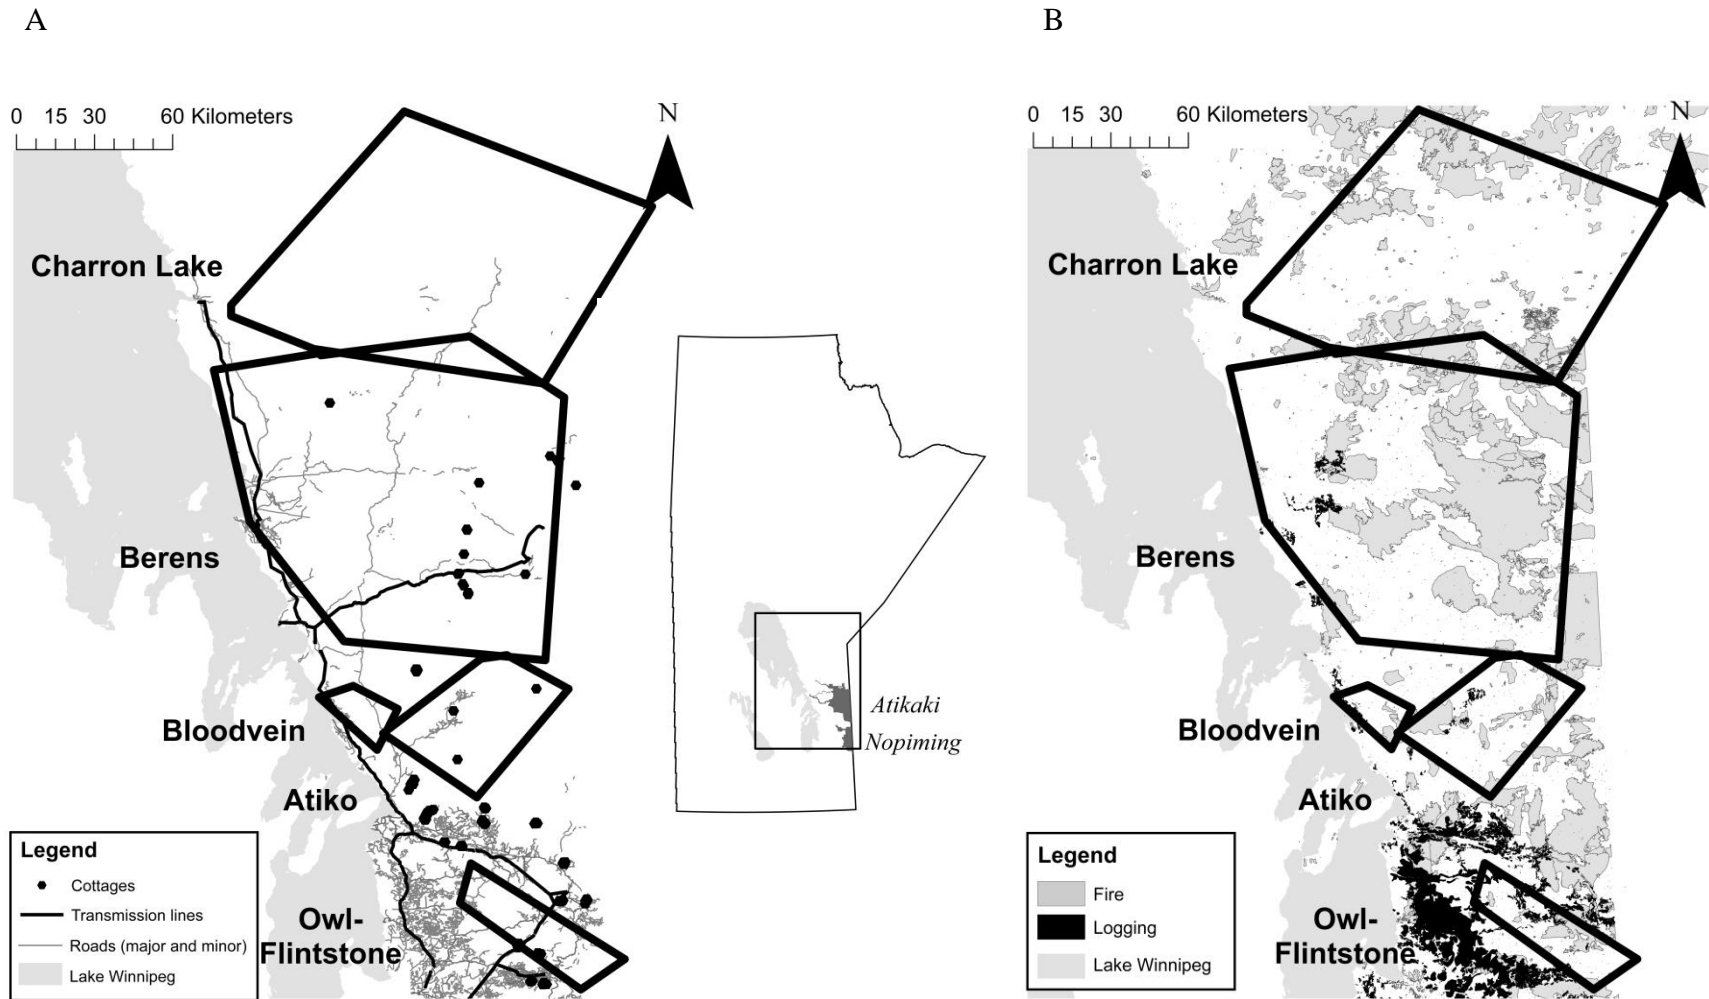 A
B
0 15 30 60 Kilometers
N
Charron Lake
Berens
Bloodvein
Atiko
Owl-
Flintstone
Legend
Cottages
Transmission lines
Roads (major and minor)
Lake Winnipeg
Atikaki
Nopiming
0 15 30 60 Kilometers
N
Charron Lake
Berens
Bloodvein
Atiko
Owl-
Flintstone
Legend
Fire
Logging
Lake Winnipeg